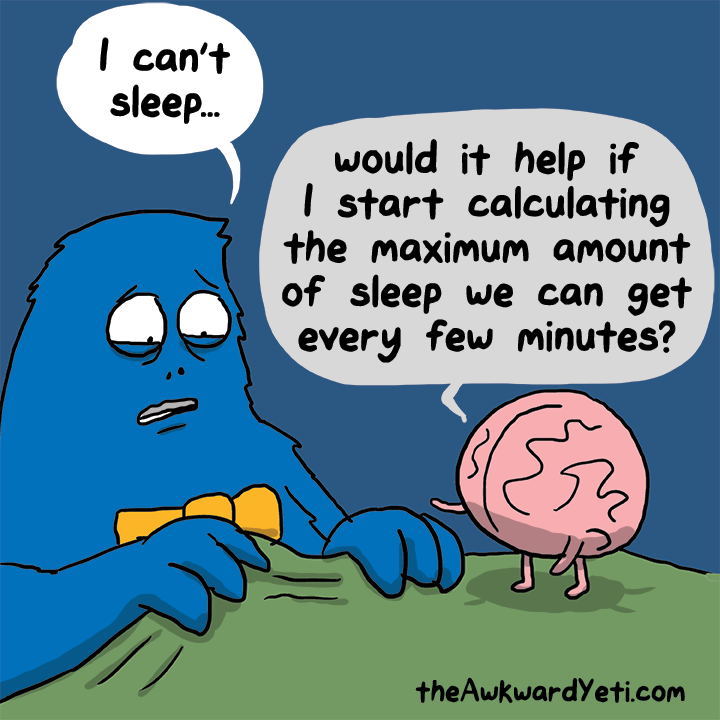 I can't
sleep...
would it help if
I start calculating
the maximum amount
of sleep we can get
every few minutes?
theAwkwardYeti.com